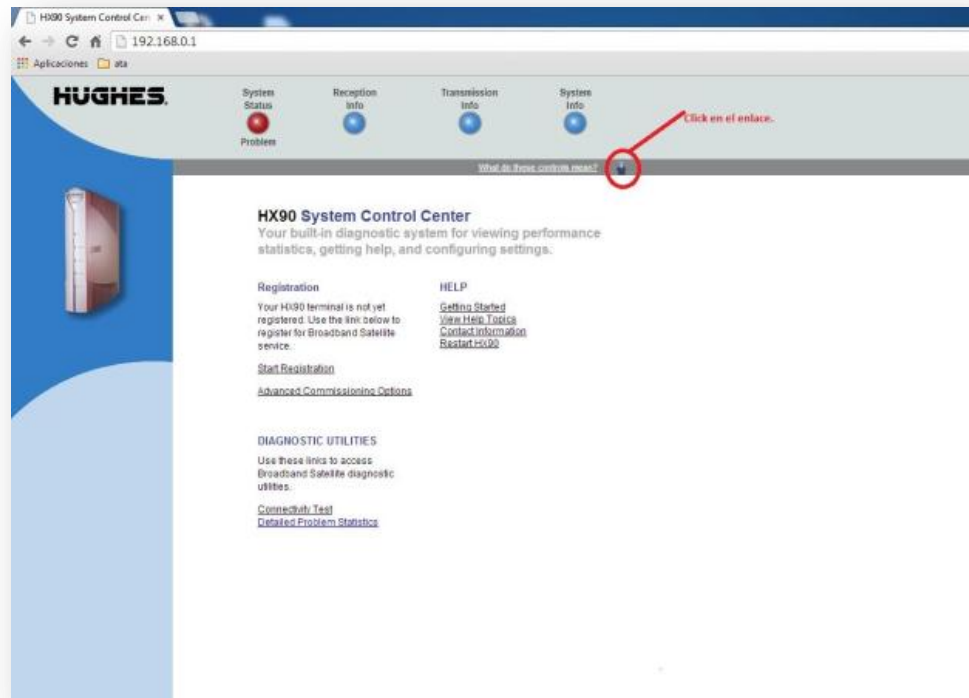 HX90 System Control Cen
192.168.0.1
Aplicaciones
ata
HUGHES.
System
Status
Problem
Reception
Info
Transmission
Info
System
Info
Click en el enlace.
What do these controls mean?
HX90 System Control Center
Your built-in diagnostic system for viewing performance
statistics, getting help, and configuring settings.
Registration
Your HX90 terminal is not yet
registered. Use the link below to
register for Broadband Satellite
service.
Start Registration
Advanced Commissioning Options
HELP
Getting Started
View Help Topics
Contact Information
Restart HX90
DIAGNOSTIC UTILITIES
Use these links to access
Broadband Satellite diagnostic
utilities.
Connectivity Test
Detailed Problem Statistics